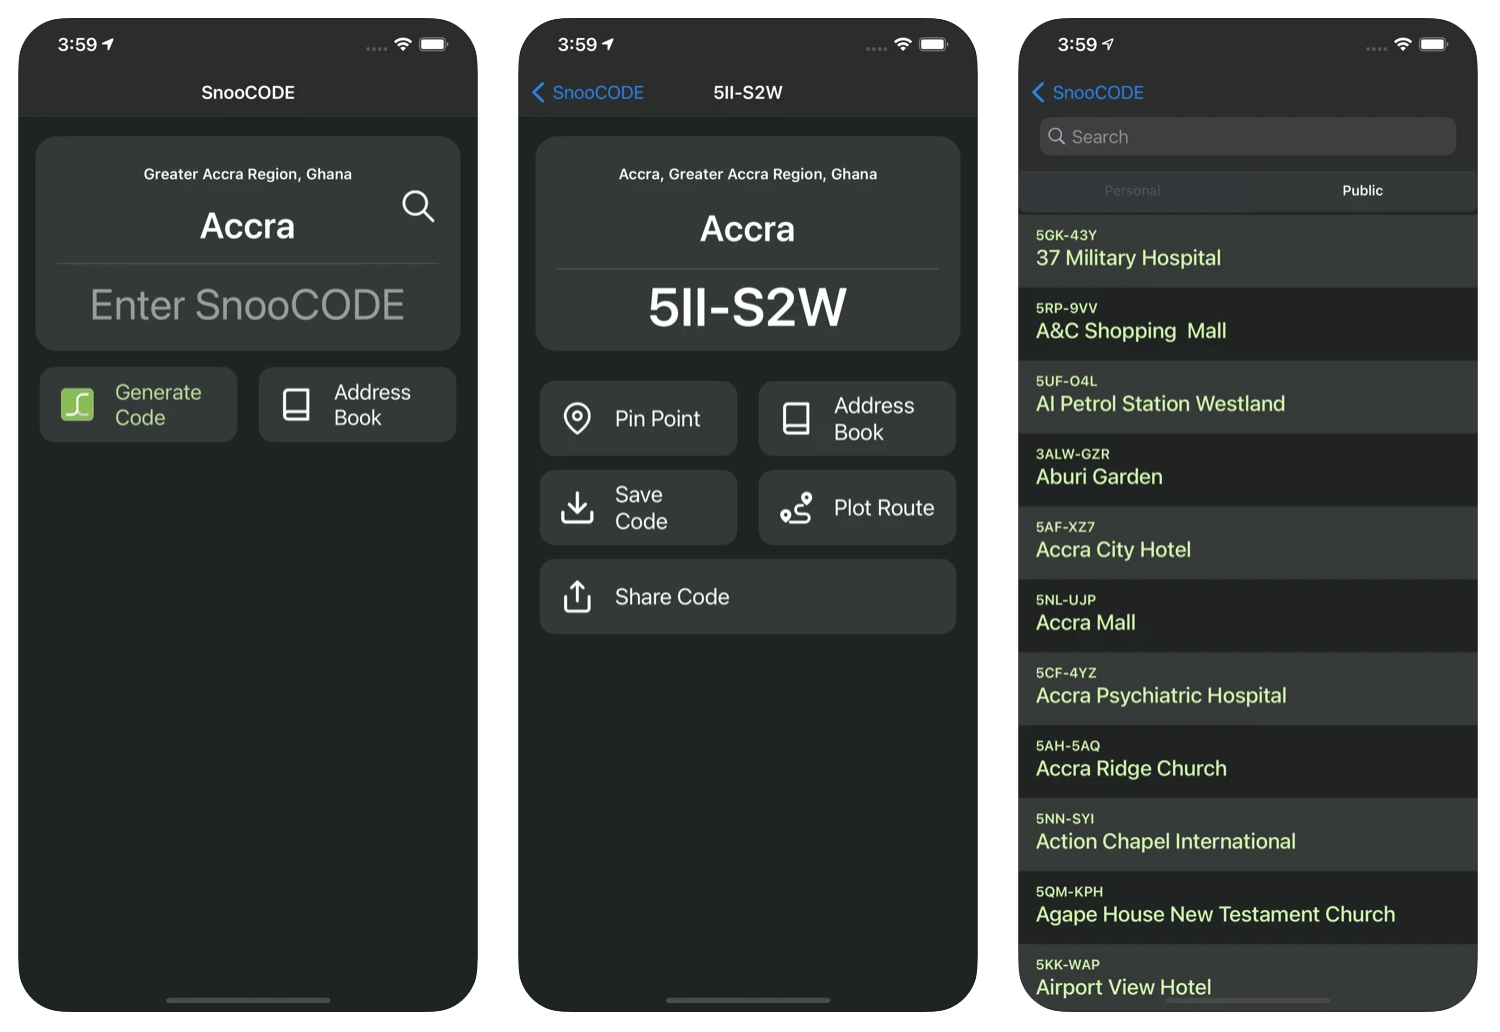 3:59
SnooCODE
Greater Accra Region, Ghana
Accra
Enter SnooCODE
Generate
Code
Address
Book
3:59
SnooCODE
5II-S2W
Accra, Greater Accra Region, Ghana
Accra
5II-S2W
Pin Point
Address
Book
Save
Code
Plot Route
Share Code
3:59
SnooCODE
Search
Personal
Public
5GK-43Y
37 Military Hospital
5RP-9VV
A&C Shopping  Mall
5UF-O4L
AI Petrol Station Westland
3ALW-GZR
Aburi Garden
5AF-XZ7
Accra City Hotel
5NL-UJP
Accra Mall
5CF-4YZ
Accra Psychiatric Hospital
5AH-5AQ
Accra Ridge Church
5NN-SYI
Action Chapel International
5QM-KPH
Agape House New Testament Church
5KK-WAP
Airport View Hotel